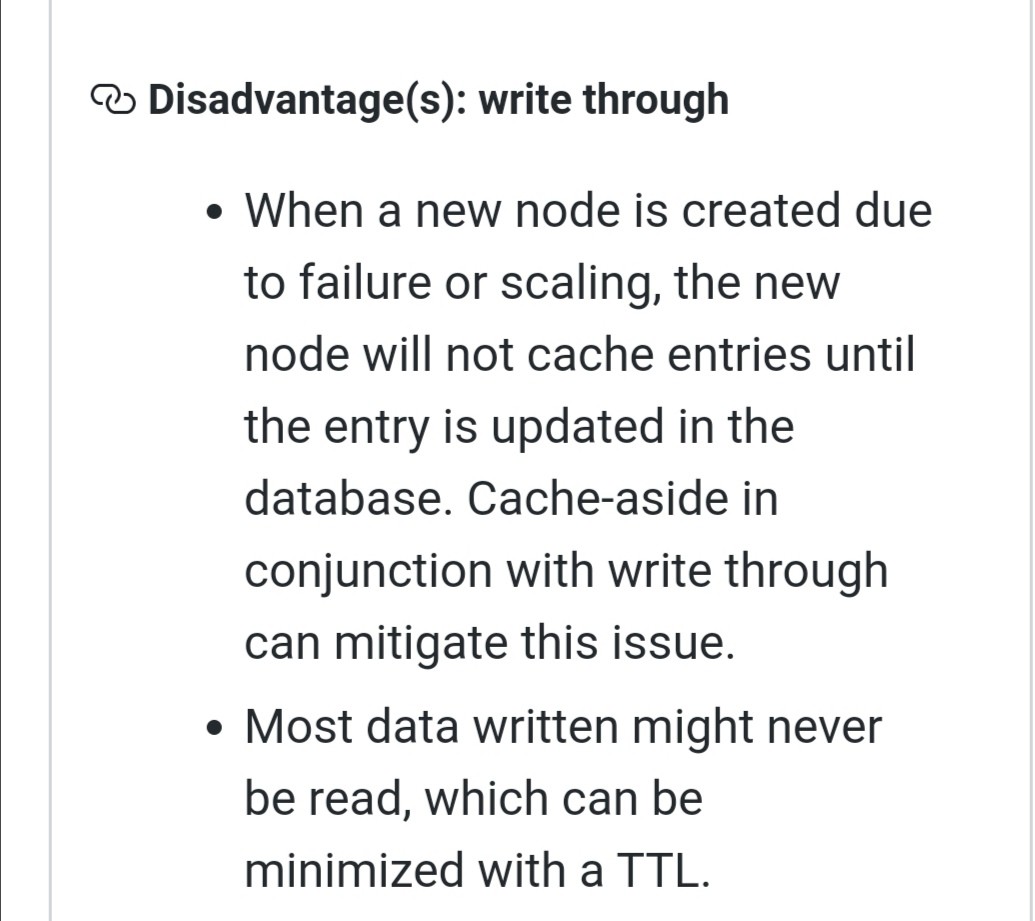 Disadvantage(s): write through
• When a new node is created due
to failure or scaling, the new
node will not cache entries until
the entry is updated in the
database. Cache-aside in
conjunction with write through
can mitigate this issue.
• Most data written might never
be read, which can be
minimized with a TTL.